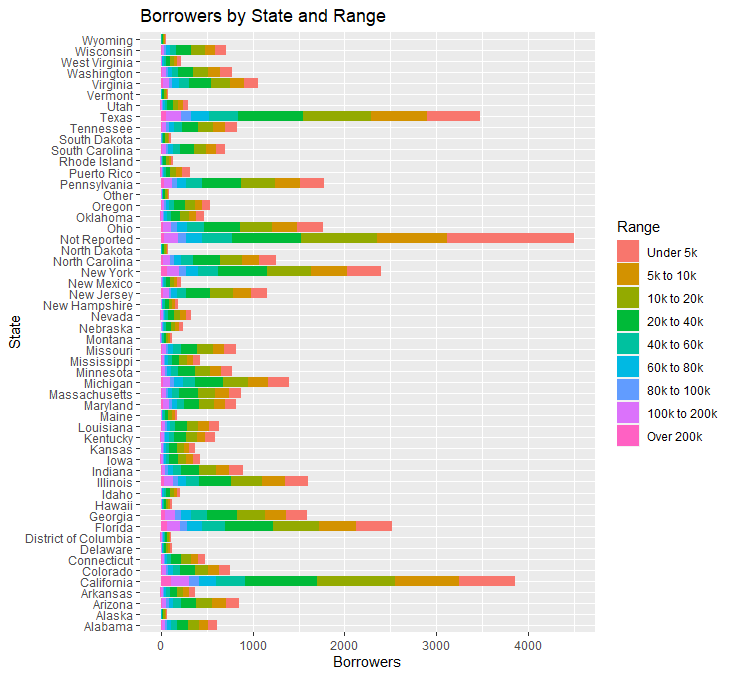 Borrowers by State and Range
State
Wyoming
Wisconsin
West Virginia
Washington
Virginia
Vermont
Utah
Texas
Tennessee
South Dakota
South Carolina
Rhode Island
Puerto Rico
Pennsylvania
Other
Oregon
Oklahoma
Ohio
Not Reported
North Dakota
North Carolina
New York
New Mexico
New Jersey
New Hampshire
Nevada
Nebraska
Montana
Missouri
Mississippi
Minnesota
Michigan
Massachusetts
Maryland
Maine
Louisiana
Kentucky
Kansas
Iowa
Indiana
Illinois
Idaho
Hawaii
Georgia
Florida
District of Columbia
Delaware
Connecticut
Colorado
California
Arkansas
Arizona
Alaska
Alabama
0 1000 2000 3000 4000
Borrowers
Range
Under 5k
5k to 10k
10k to 20k
20k to 40k
40k to 60k
60k to 80k
80k to 100k
100k to 200k
Over 200k